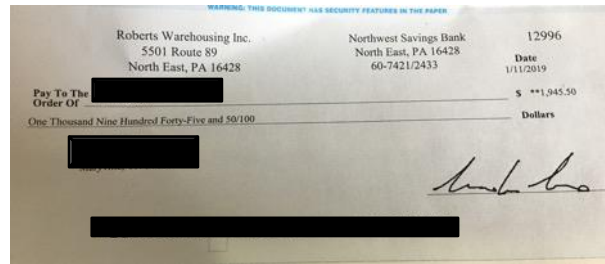 WARNING: THIS DOCUMENT HAS SECURITY FEATURES IN THE PAPER
Roberts Warehousing Inc.
5501 Route 89
North East, PA 16428
Northwest Savings Bank
North East, PA 16428
60-7421/2433
12996
Date
1/11/2019
Pay To The
Order Of
$ **1,945.50
One Thousand Nine Hundred Forty-Five and 50/100
Dollars